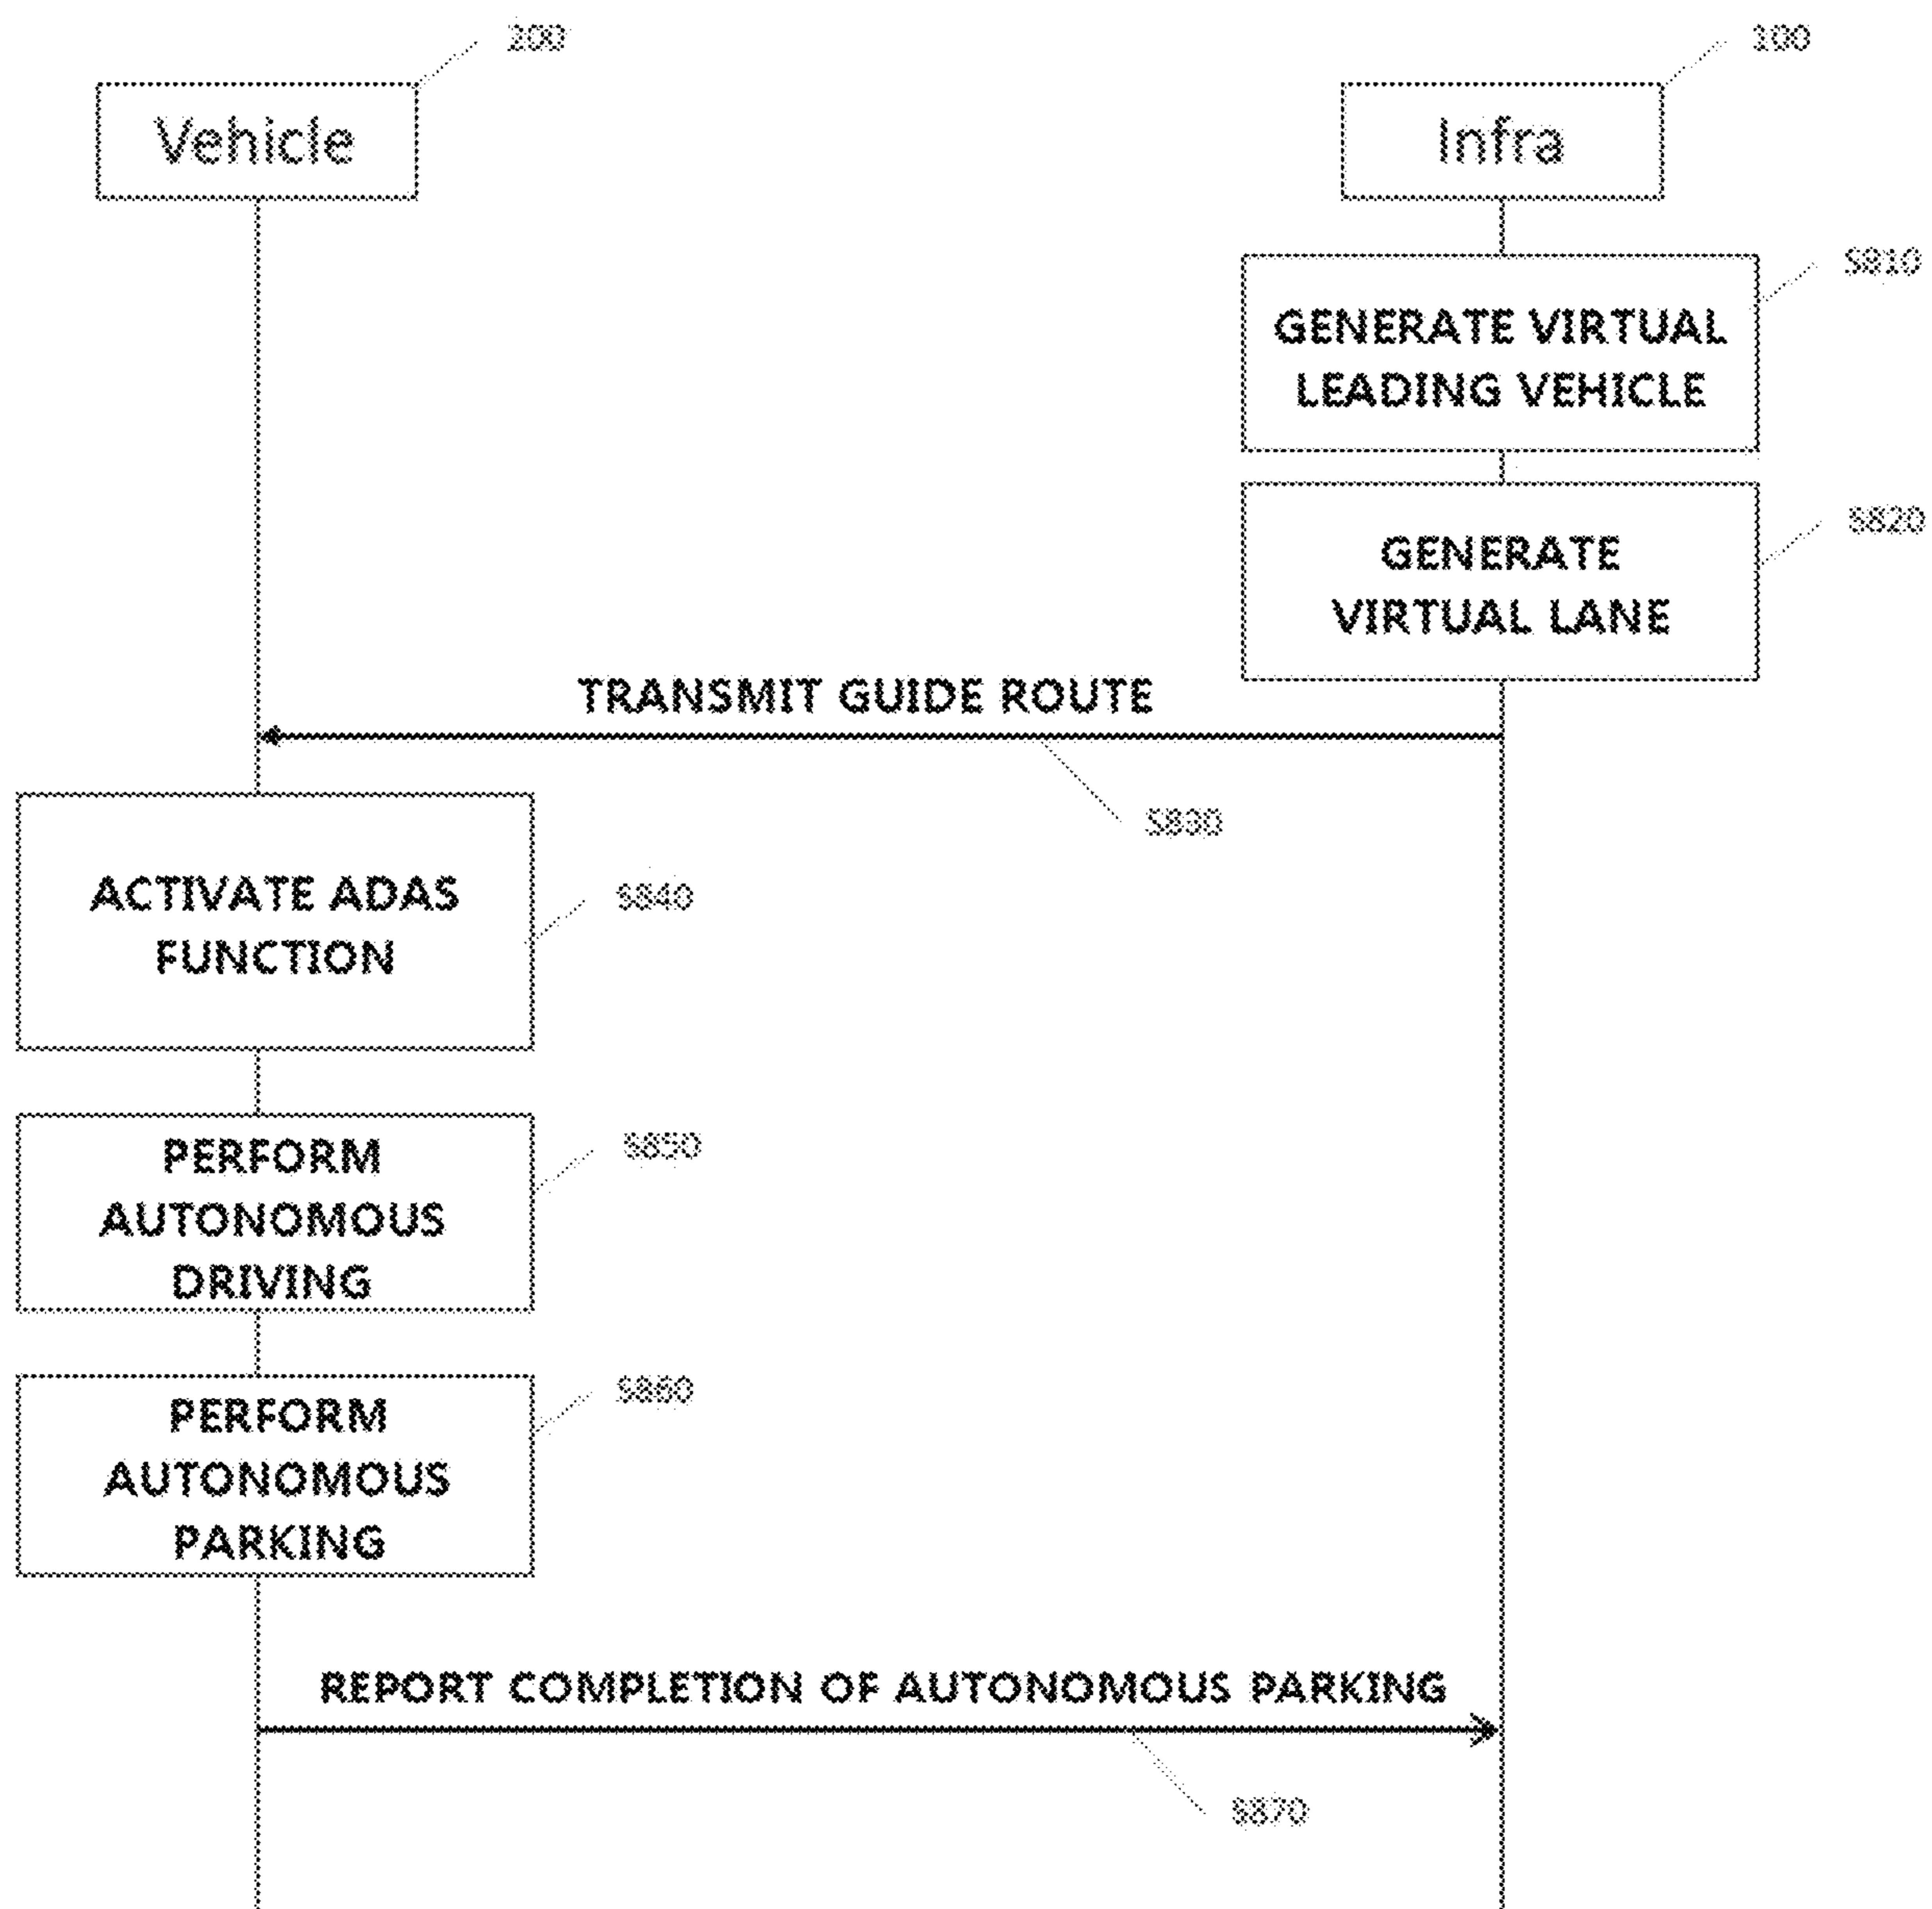 200
100
Vehicle
Infra
S810
GENERATE VIRTUAL
LEADING VEHICLE
S820
GENERATE
VIRTUAL LANE
TRANSMIT GUIDE ROUTE
S830
ACTIVATE ADAS
FUNCTION
S840
PERFORM
AUTONOMOUS
DRIVING
S850
PERFORM
AUTONOMOUS
PARKING
S860
REPORT COMPLETION OF AUTONOMOUS PARKING
S870